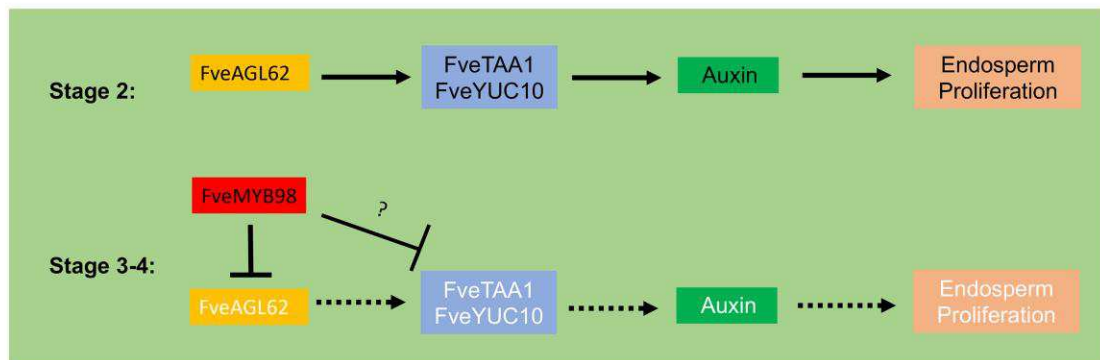 Stage 2:
FveAGL62
FveTAA1
FveYUC10
Auxin
Endosperm
Proliferation
FveMYB98
?
Stage 3-4:
FveAGL62
FveTAA1
FveYUC10
Auxin
Endosperm
Proliferation